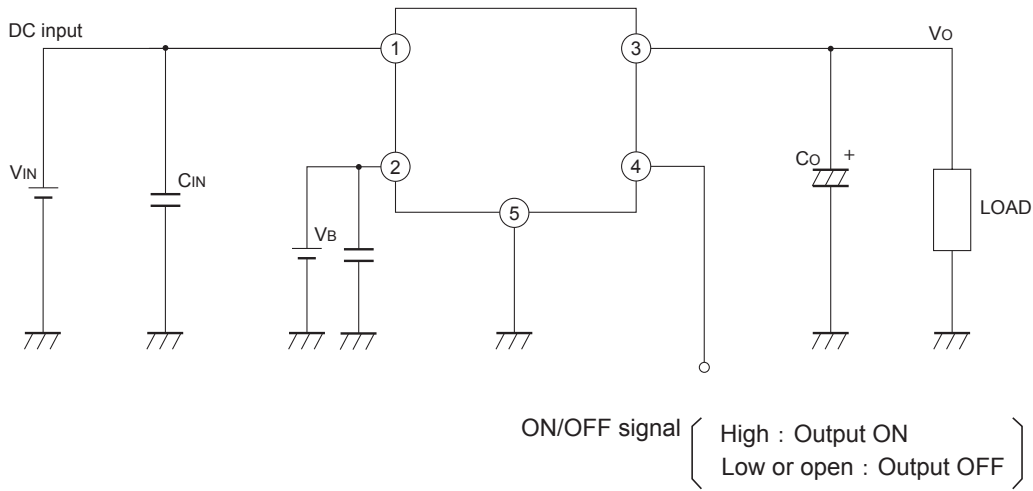 DC input
1
3
VO
VIN
CIN
2
4
CO
+
LOAD
VB
5
ON/OFF signal
High : Output ON
Low or open : Output OFF